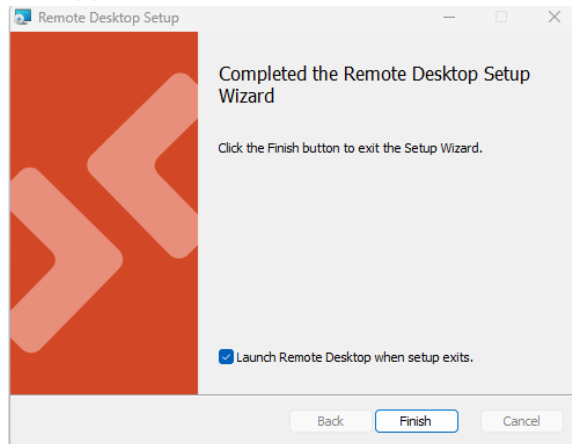 Remote Desktop Setup
Completed the Remote Desktop Setup
Wizard
Click the Finish button to exit the Setup Wizard.
Launch Remote Desktop when setup exits.
Back Finish Cancel